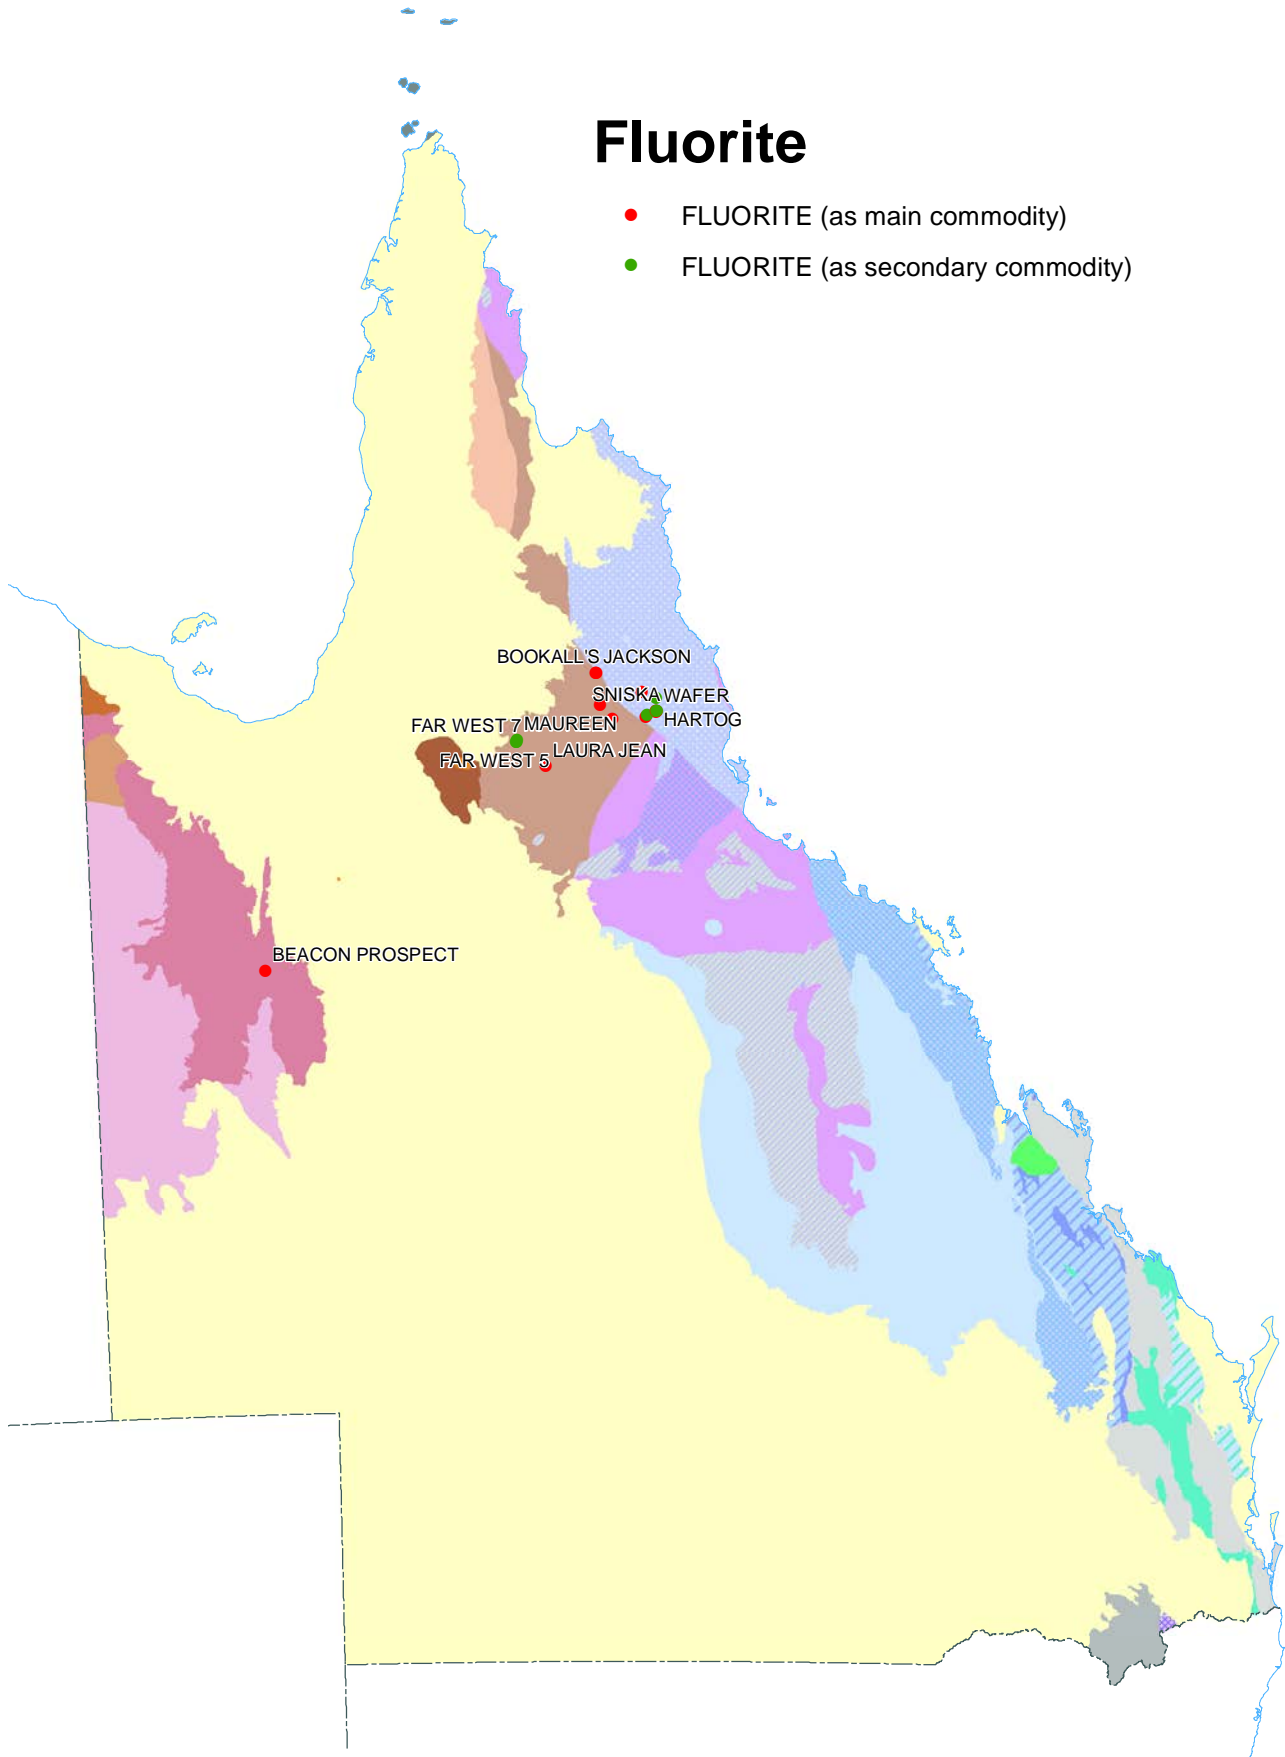 Fluorite
FLUORITE (as main commodity)
FLUORITE (as secondary commodity)
BOOKALL'S JACKSON
SNISKA WAFER
HARTOG
FAR WEST 7 MAUREEN
FAR WEST 5 LAURA JEAN
BEACON PROSPECT